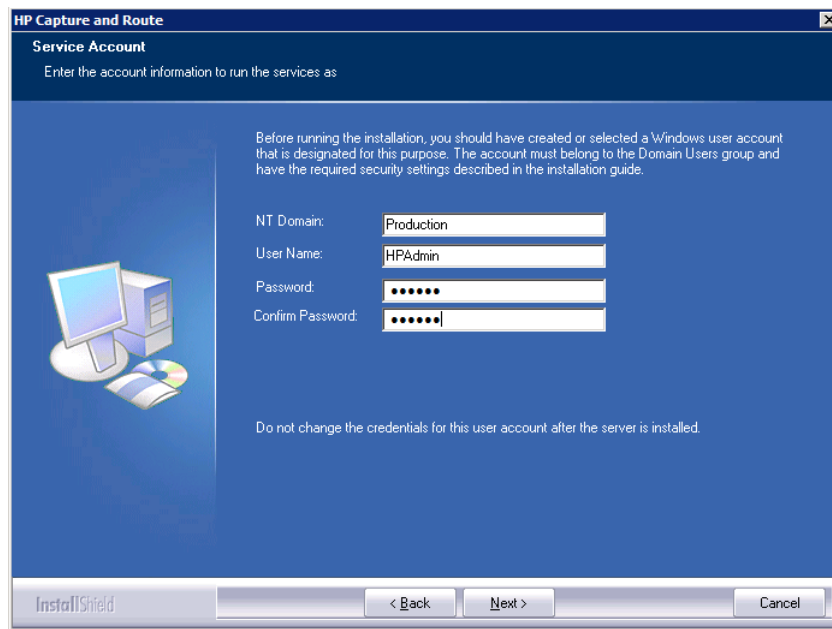 HP Capture and Route
Service Account
Enter the account information to run the services as
Before running the installation, you should have created or selected a Windows user account
that is designated for this purpose. The account must belong to the Domain Users group and
have the required security settings described in the installation guide.
NT Domain: Production
User Name: HPAdmin
Password: ●●●●●●
Confirm Password: ●●●●●●
Do not change the credentials for this user account after the server is installed.
InstallShield
< Back Next > Cancel